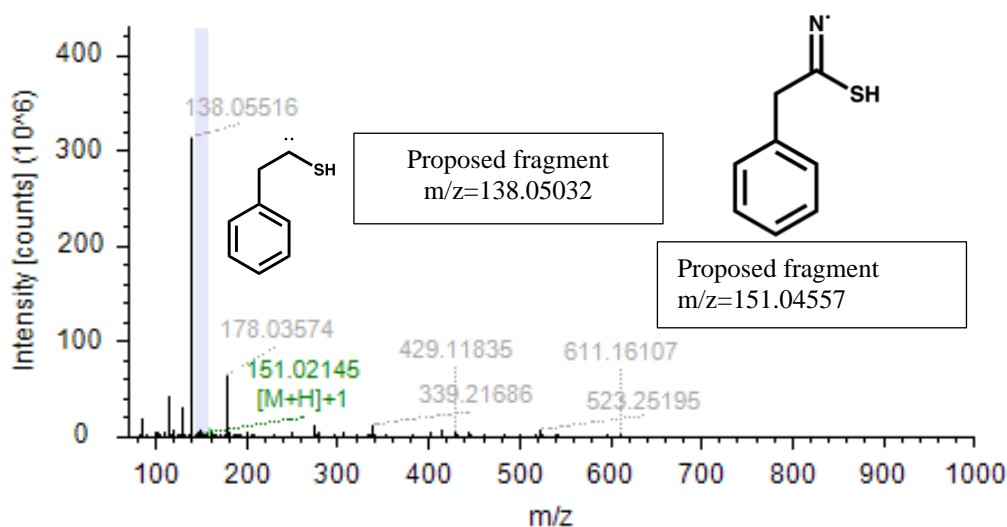 Intensity [counts] (10^6)
400
300
200
100
0
138.05516
SH
Proposed fragment
m/z=138.05032
N·
SH
Proposed fragment
m/z=151.04557
178.03574
151.02145
[M+H]+1
429.11835
339.21686
611.16107
523.25195
100 200 300 400 500 600 700 800 900 1000
m/z